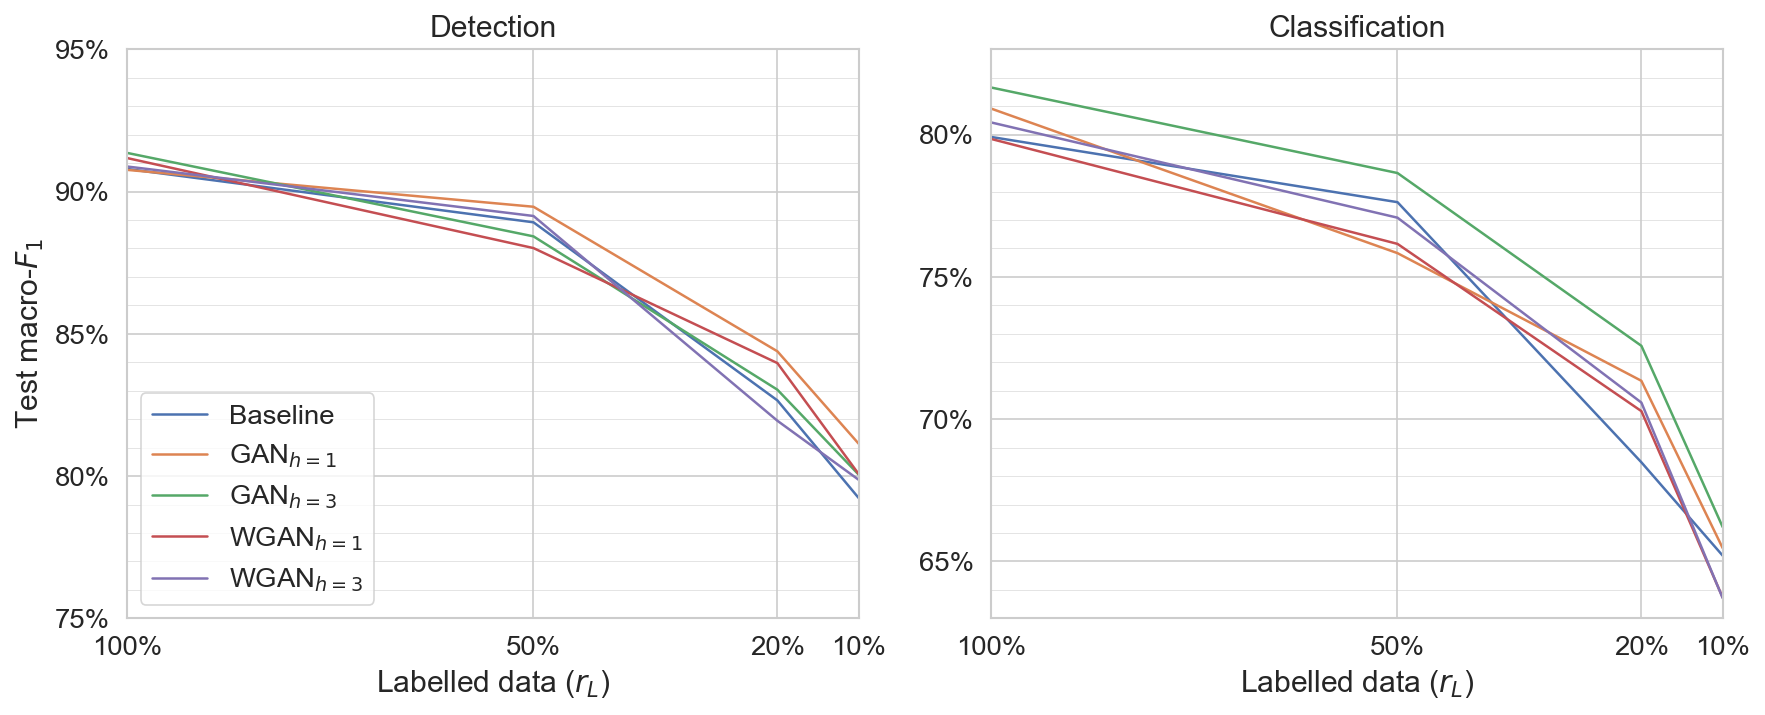 Detection
95%
90%
85%
80%
75%
Test macro-F1
Baseline
GANh=1
GANh=3
WGANh=1
WGANh=3
100% 50% 20% 10%
Labelled data (rL)
Classification
80%
75%
70%
65%
100% 50% 20% 10%
Labelled data (rL)